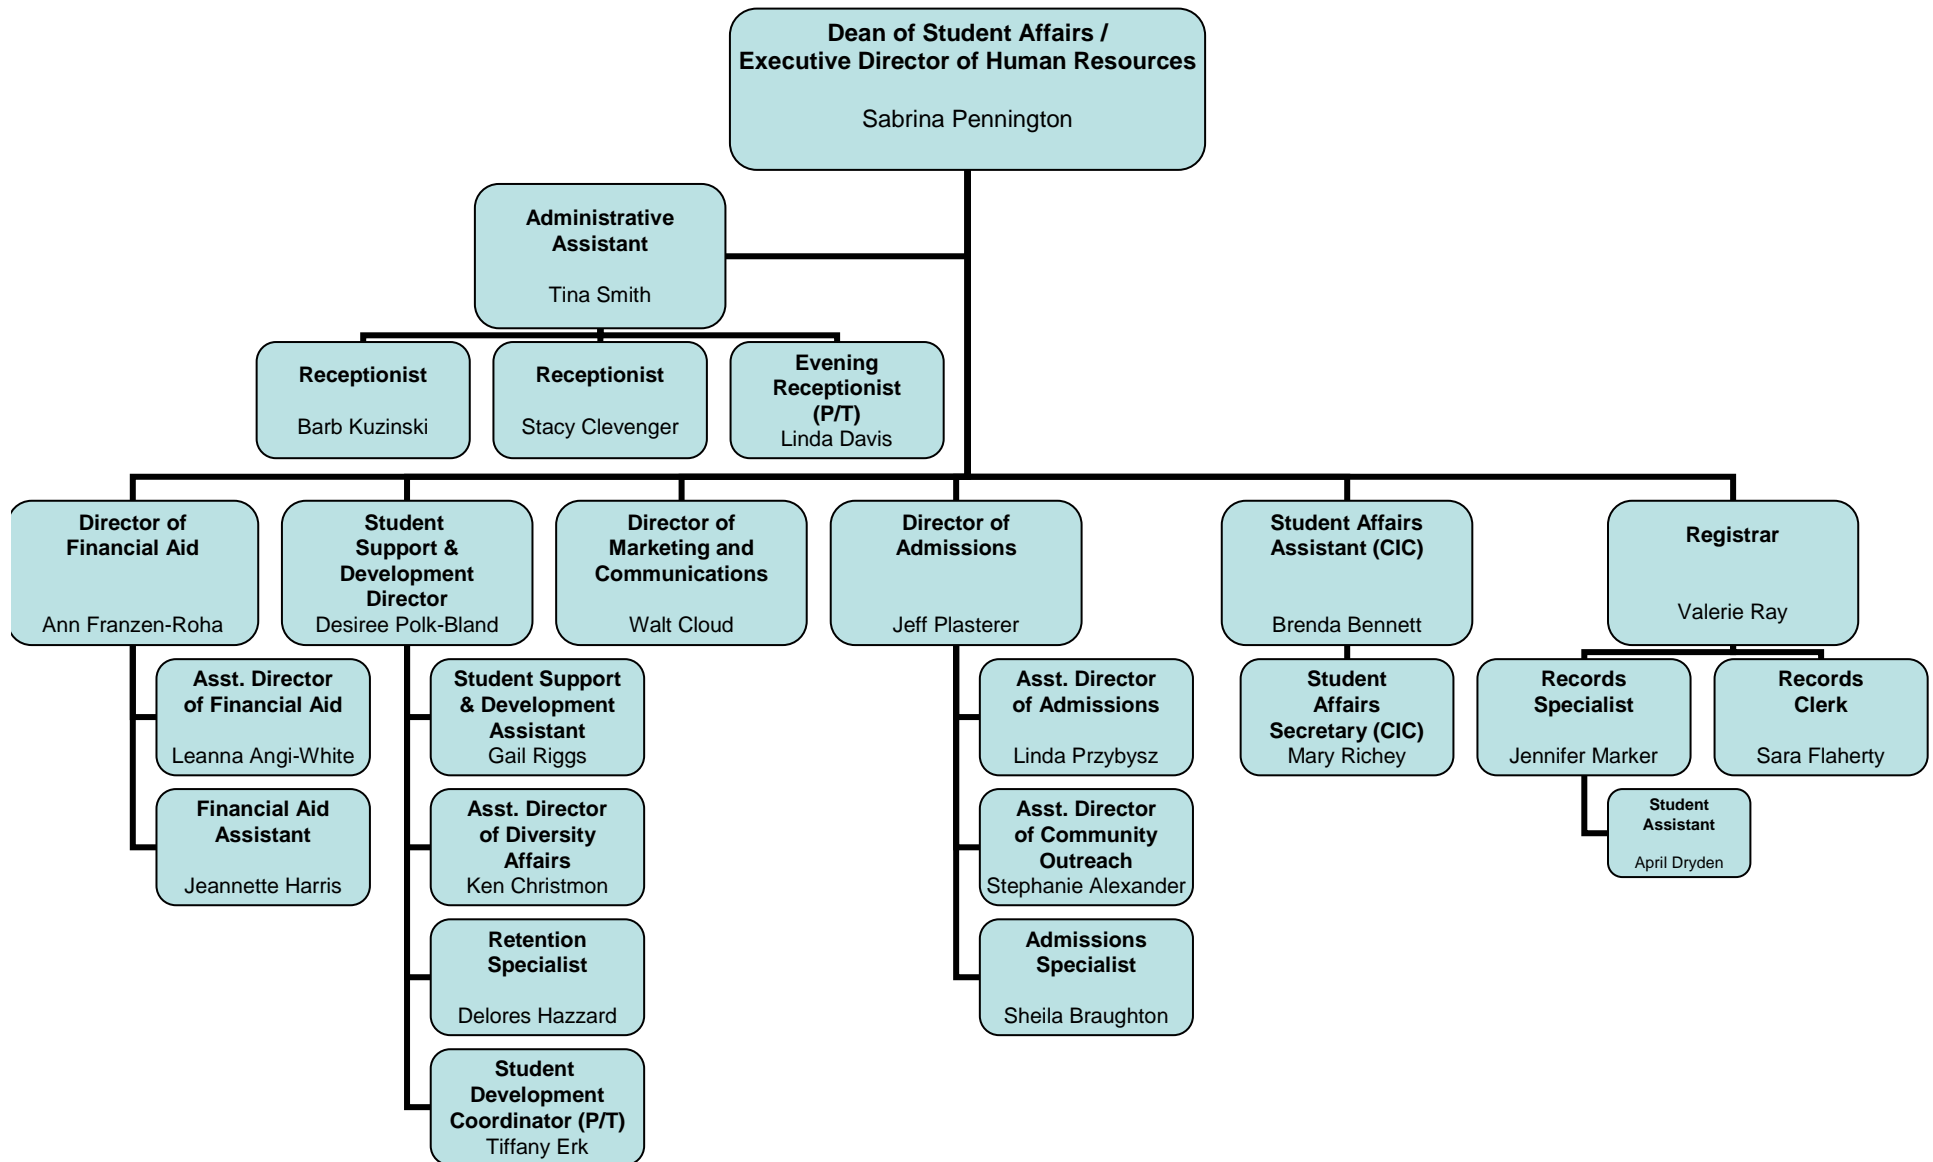 Dean of Student Affairs /
Executive Director of Human Resources
Sabrina Pennington
Administrative
Assistant
Tina Smith
Receptionist
Barb Kuzinski
Receptionist
Stacy Clevenger
Evening
Receptionist
(P/T)
Linda Davis
Director of
Financial Aid
Ann Franzen-Roha
Student
Support &
Development
Director
Desiree Polk-Bland
Director of
Marketing and
Communications
Walt Cloud
Director of
Admissions
Jeff Plasterer
Student Affairs
Assistant (CIC)
Brenda Bennett
Registrar
Valerie Ray
Asst. Director
of Financial Aid
Leanna Angi-White
Financial Aid
Assistant
Jeannette Harris
Student Support
& Development
Assistant
Gail Riggs
Asst. Director
of Diversity
Affairs
Ken Christmon
Retention
Specialist
Delores Hazzard
Student
Development
Coordinator (P/T)
Tiffany Erk
Asst. Director
of Admissions
Linda Przybysz
Asst. Director
of Community
Outreach
Stephanie Alexander
Admissions
Specialist
Sheila Braughton
Student
Affairs
Secretary (CIC)
Mary Richey
Records
Specialist
Jennifer Marker
Student
Assistant
April Dryden
Records
Clerk
Sara Flaherty